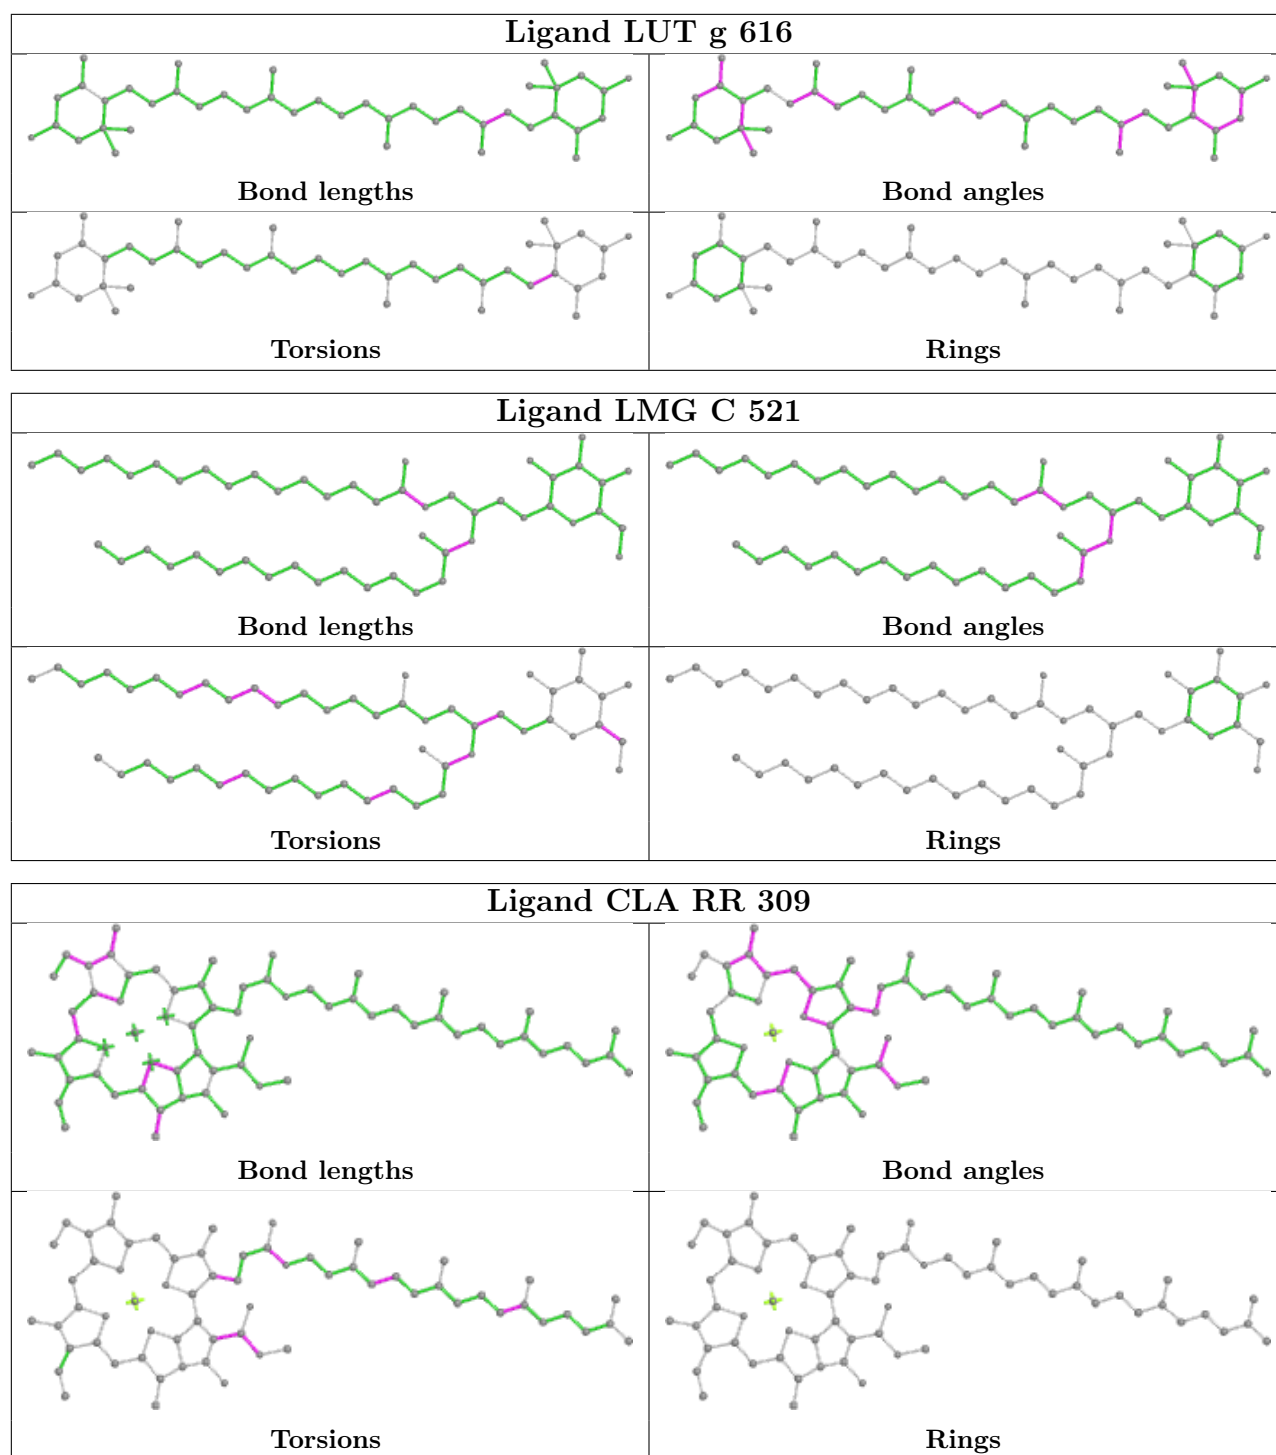 Ligand LUT g 616
Bond lengths
Bond angles
Torsions
Rings
Ligand LMG C 521
Bond lengths
Bond angles
Torsions
Rings
Ligand CLA RR 309
Bond lengths
Bond angles
Torsions
Rings